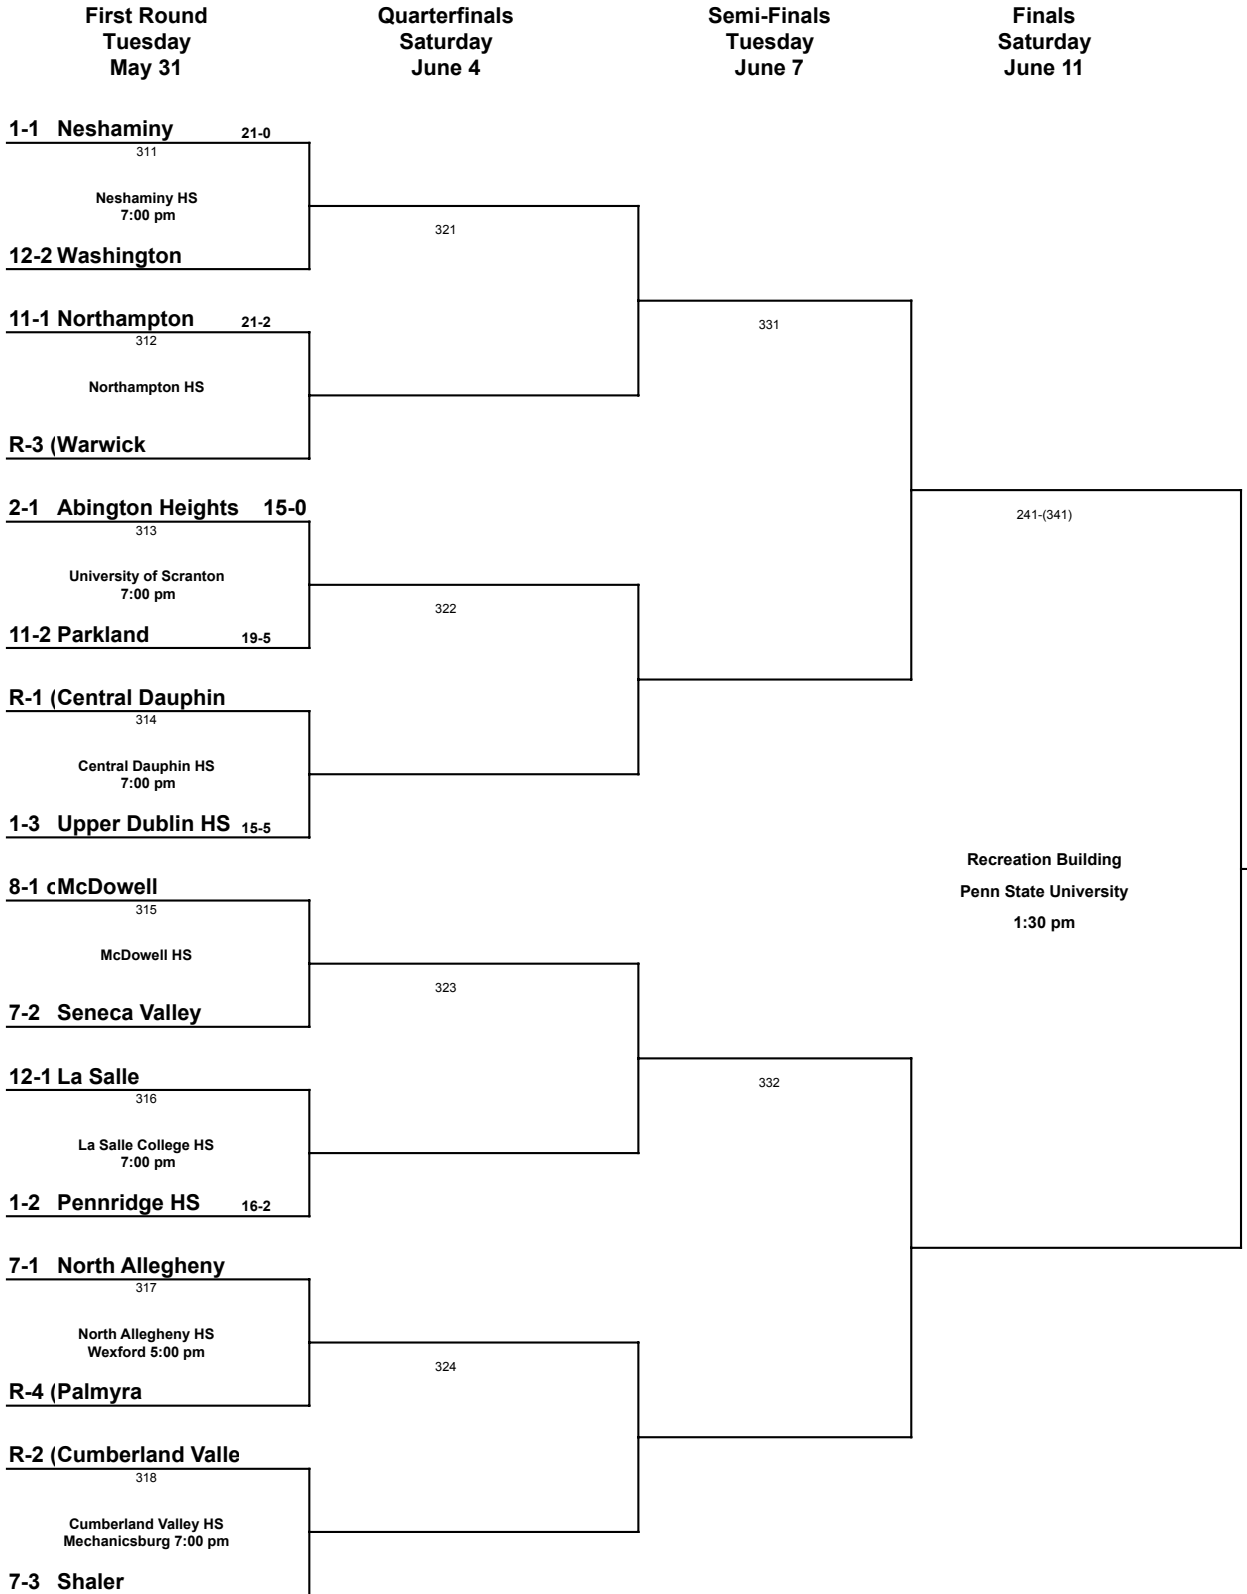 First Round
Tuesday
May 31
Quarterfinals
Saturday
June 4
Semi-Finals
Tuesday
June 7
Finals
Saturday
June 11
1-1 Neshaminy 21-0
311
Neshaminy HS
7:00 pm
321
12-2 Washington
11-1 Northampton 21-2
331
312
Northampton HS
R-3 (Warwick
2-1 Abington Heights 15-0
241-(341)
313
University of Scranton
7:00 pm
322
11-2 Parkland 19-5
R-1 (Central Dauphin
314
Central Dauphin HS
7:00 pm
1-3 Upper Dublin HS 15-5
Recreation Building
Penn State University
1:30 pm
8-1 cMcDowell
315
McDowell HS
323
7-2 Seneca Valley
12-1 La Salle
332
316
La Salle College HS
7:00 pm
1-2 Pennridge HS 16-2
7-1 North Allegheny
317
North Allegheny HS
Wexford 5:00 pm
324
R-4 (Palmyra
R-2 (Cumberland Valle
318
Cumberland Valley HS
Mechanicsburg 7:00 pm
7-3 Shaler